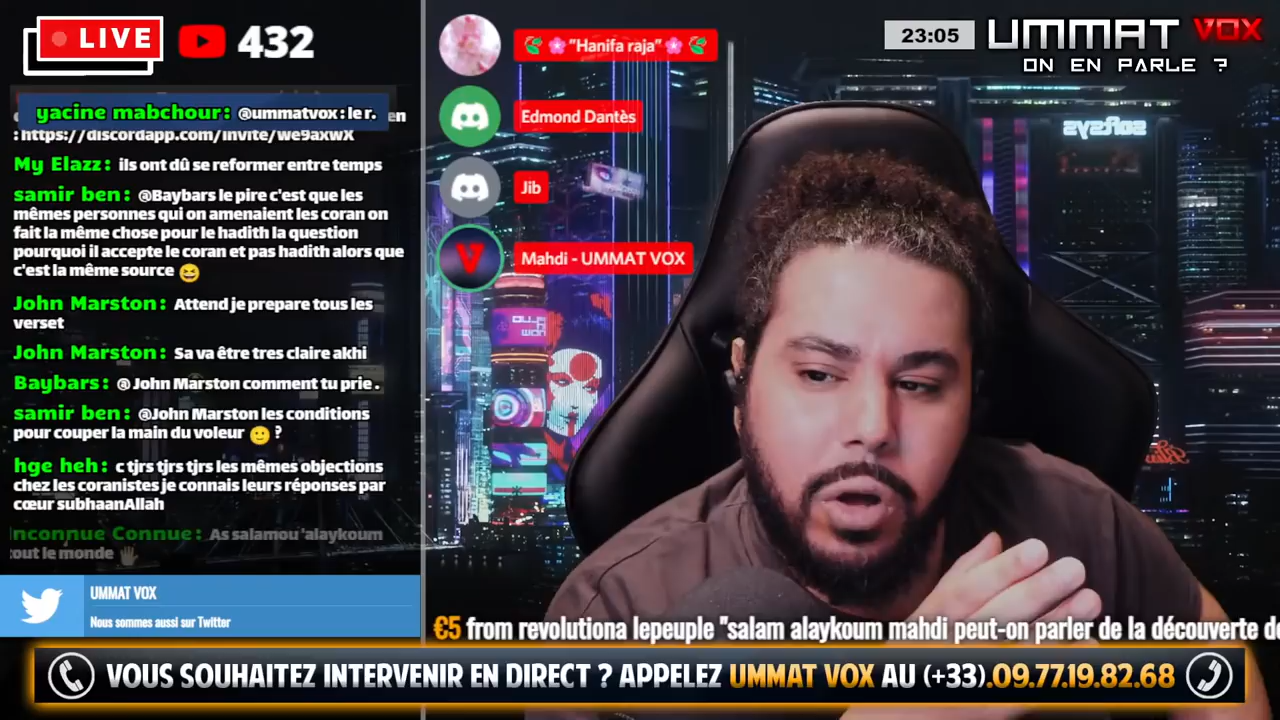 LIVE
432
yacine mabchour: @ummatvox : le r. en
: https://discordapp.com/invite/we9axwX
My Elazz: ils ont dû se reformer entre temps
samir ben: @Baybars le pire c'est que les
mêmes personnes qui on amenaient les coran on
fait la même chose pour le hadith la question
pourquoi il accepte le coran et pas hadith alors que
c'est la même source 😆
John Marston: Attend je prepare tous les
verset
John Marston: Sa va être tres claire akhi
Baybars: @ John Marston comment tu prie .
samir ben: @John Marston les conditions
pour couper la main du voleur 🙂 ?
hge heh: c tjrs tjrs tjrs les mêmes objections
chez les coranistes je connais leurs réponses par
cœur subhaanAllah
Inconnue Connue: As salamou 'alaykoum
tout le monde 🖐
UMMAT VOX
Nous sommes aussi sur Twitter
"Hanifa raja"
Edmond Dantès
Jib
Mahdi - UMMAT VOX
V
23:05
UMMAT VOX
ON EN PARLE ?
softsys
€5 from revolutiona lepeuple "salam alaykoum mahdi peut-on parler de la découverte de
VOUS SOUHAITEZ INTERVENIR EN DIRECT ? APPELEZ UMMAT VOX AU (+33).09.77.19.82.68